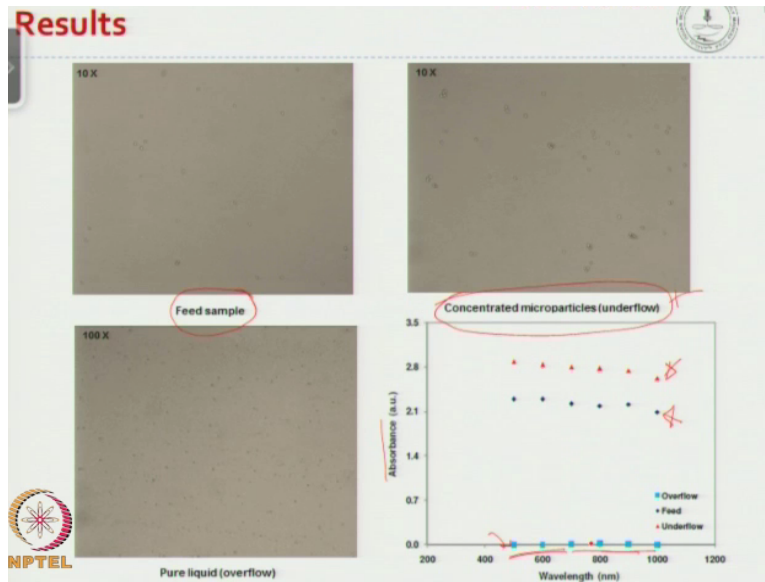 Results
10 X
10 X
Feed sample
Concentrated microparticles (underflow)
100 X
Pure liquid (overflow)
3.5
2.8
2.1
1.4
0.7
0.0
Absorbance (a.u.)
Overflow
Feed
Underflow
200
400
600
800
1000
1200
Wavelength (nm)
NPTEL